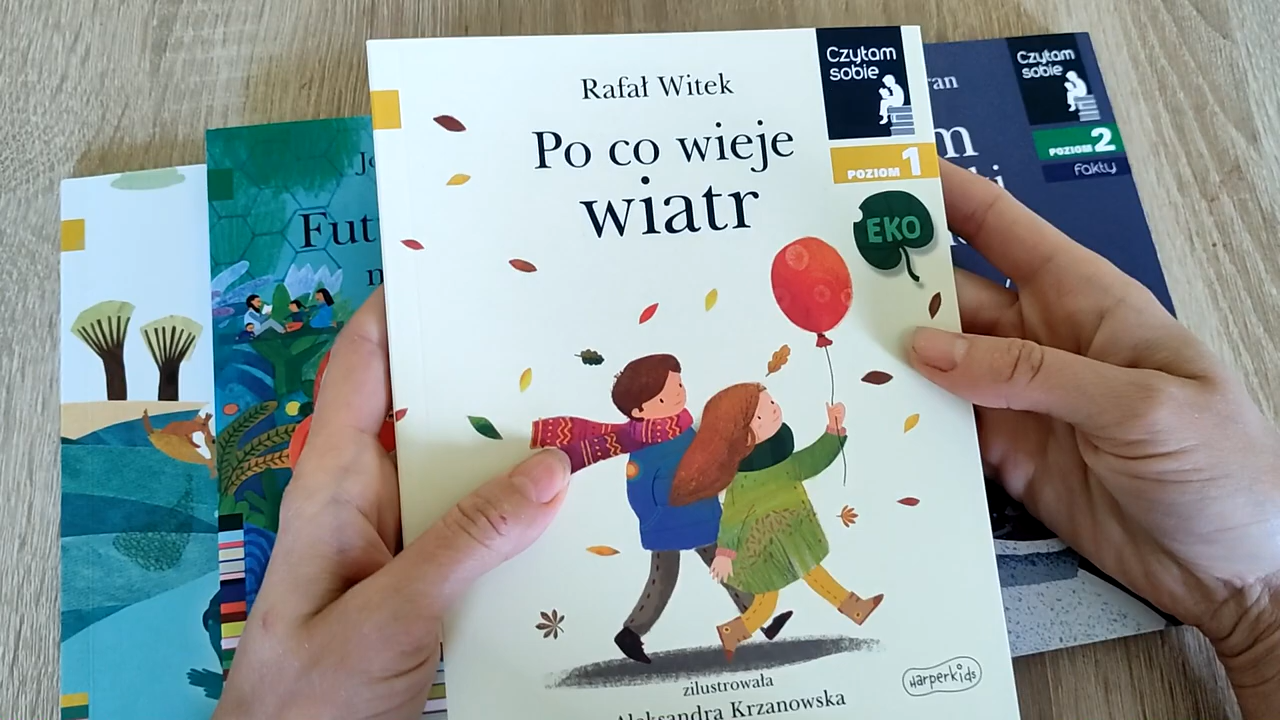 Rafał Witek
Po co wieje
wiatr
Czytam
sobie
POZIOM 1
EKO
zilustrowała
Aleksandra Krzanowska
HarperKids
Fut
Czytam
sobie
POZIOM 2
fakty